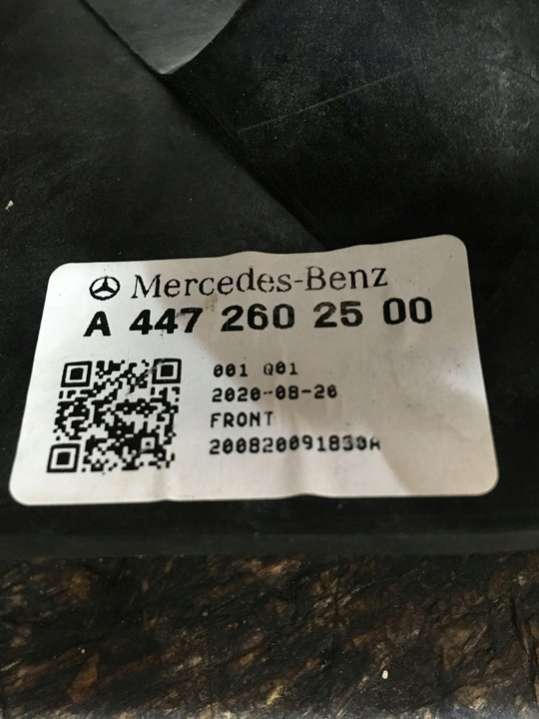 Mercedes-Benz
A 447 260 25 00
001 Q01
2020-08-20
FRONT
200820091830A